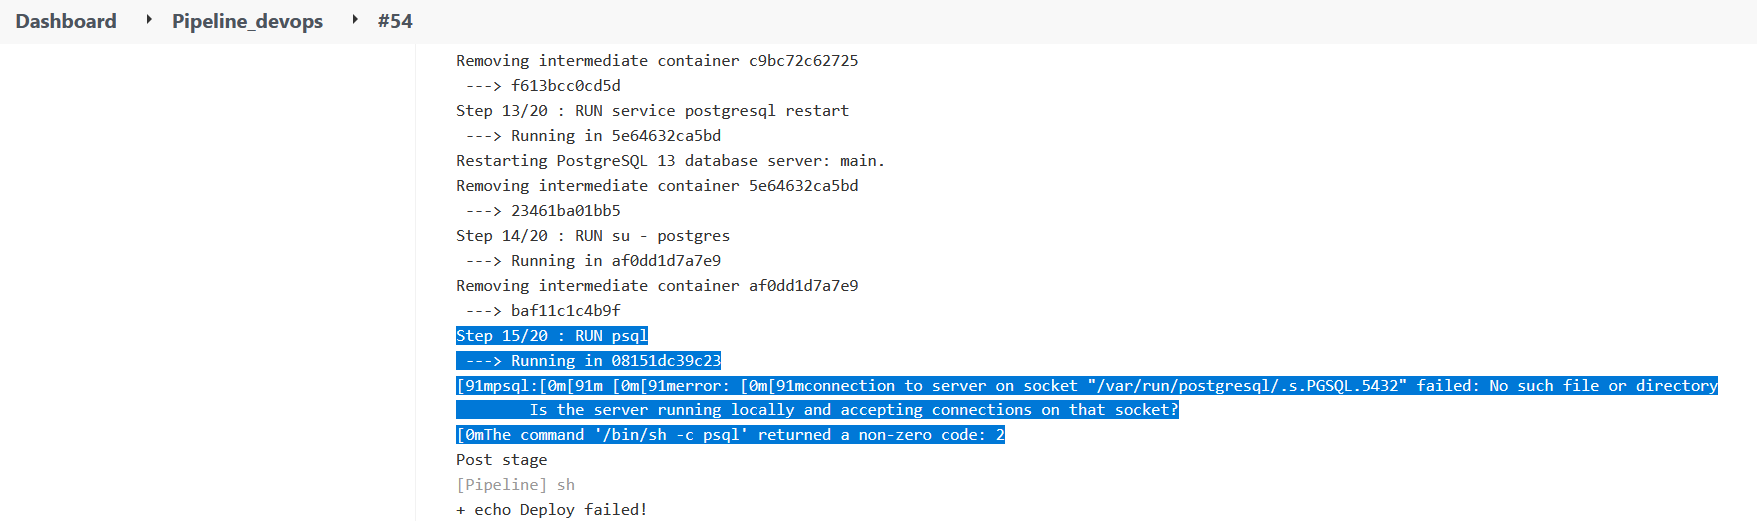 Dashboard Pipeline_devops #54
Removing intermediate container c9bc72c62725
---> f613bcc0cd5d
Step 13/20 : RUN service postgresql restart
---> Running in 5e64632ca5bd
Restarting PostgreSQL 13 database server: main.
Removing intermediate container 5e64632ca5bd
---> 23461ba01bb5
Step 14/20 : RUN su - postgres
---> Running in af0dd1d7a7e9
Removing intermediate container af0dd1d7a7e9
---> baf11c1c4b9f
Step 15/20 : RUN psql
---> Running in 08151dc39c23
[91mpsql:[0m[91m [0m[91merror: [0m[91mconnection to server on socket "/var/run/postgresql/.s.PGSQL.5432" failed: No such file or directory
Is the server running locally and accepting connections on that socket?
[0mThe command '/bin/sh -c psql' returned a non-zero code: 2
Post stage
[Pipeline] sh
+ echo Deploy failed!